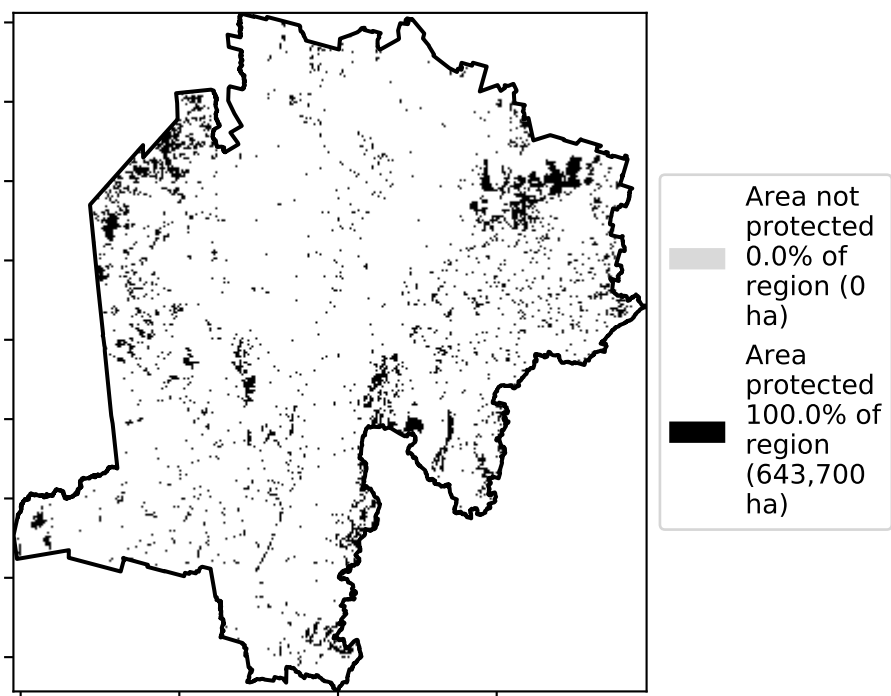 Area not
protected
0.0% of
region (0
ha)
Area
protected
100.0% of
region
(643,700
ha)